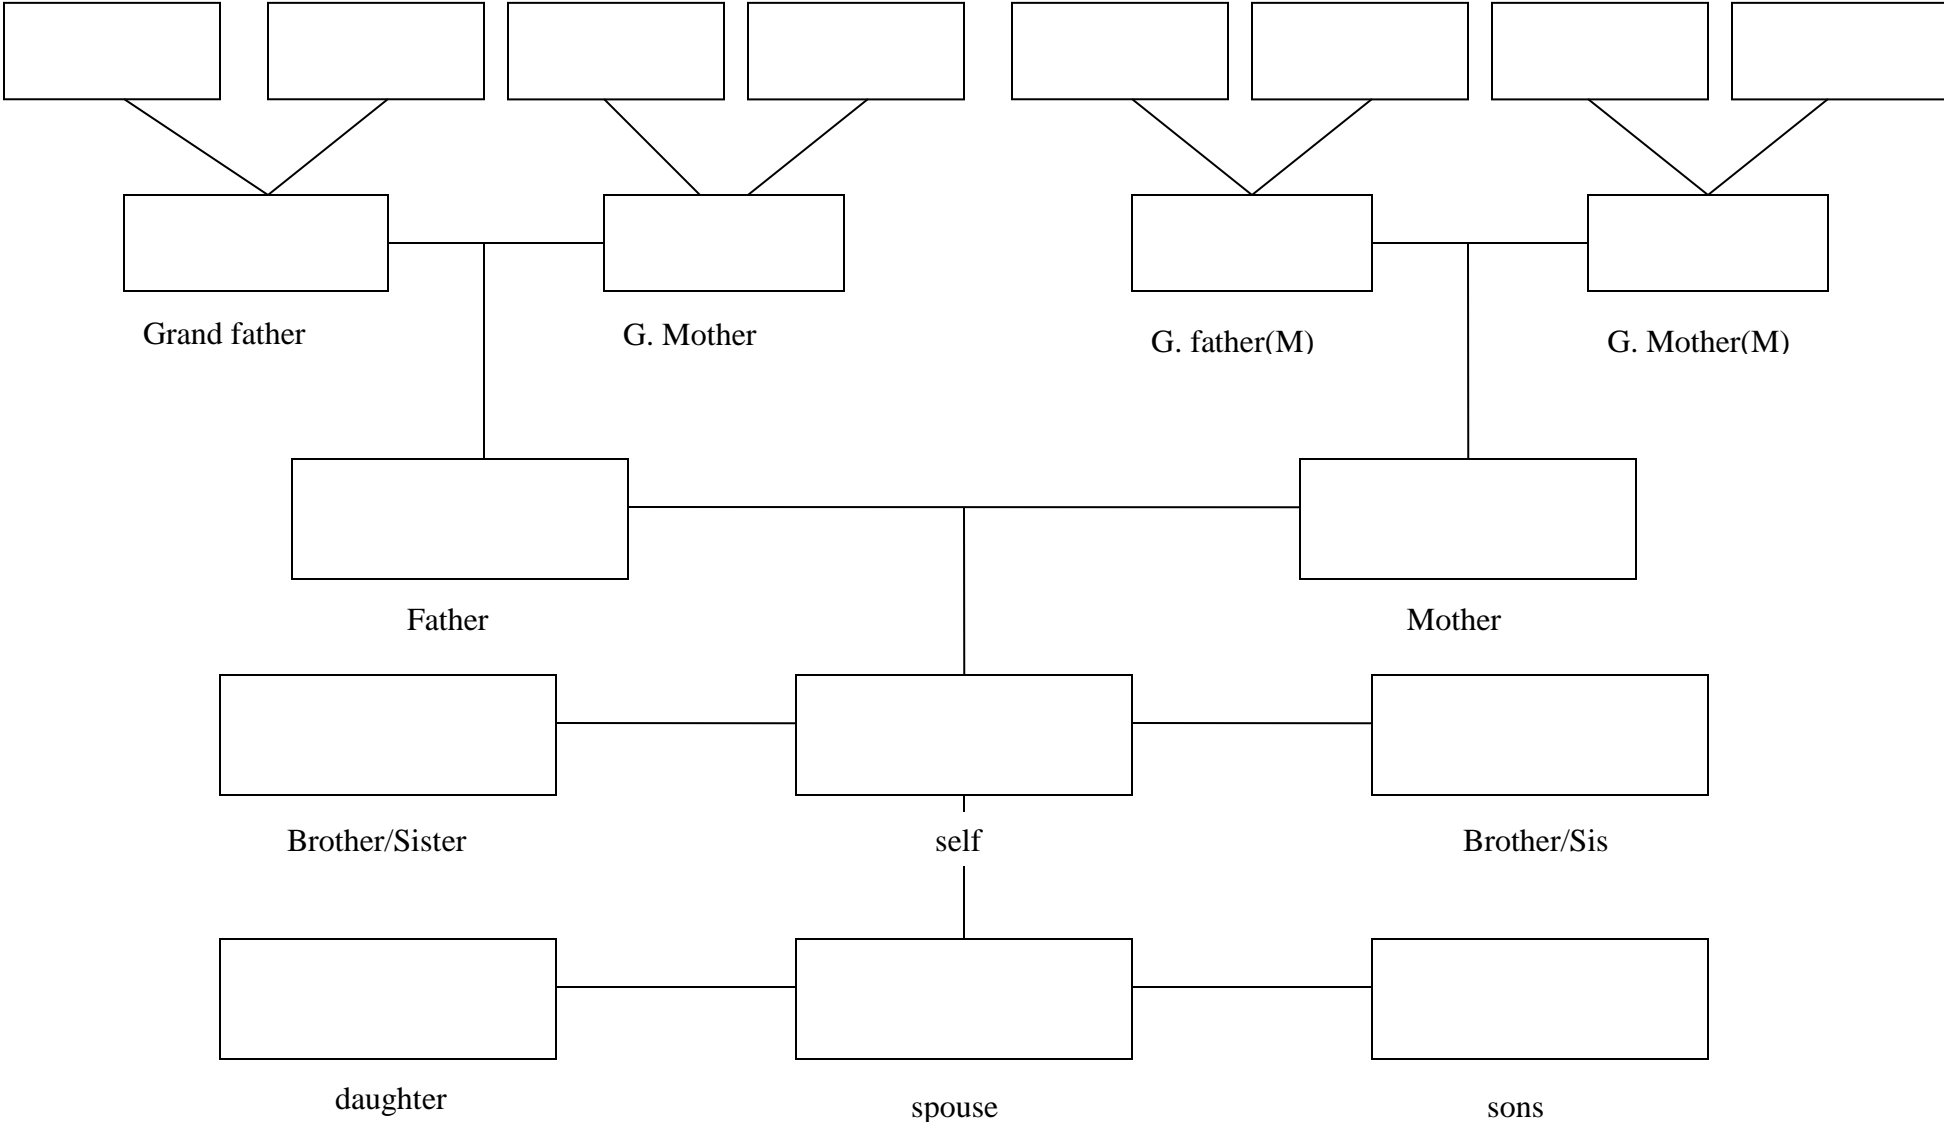 Grand father
G. Mother
G. father(M)
G. Mother(M)
Father
Mother
Brother/Sister
self
Brother/Sis
daughter
spouse
sons